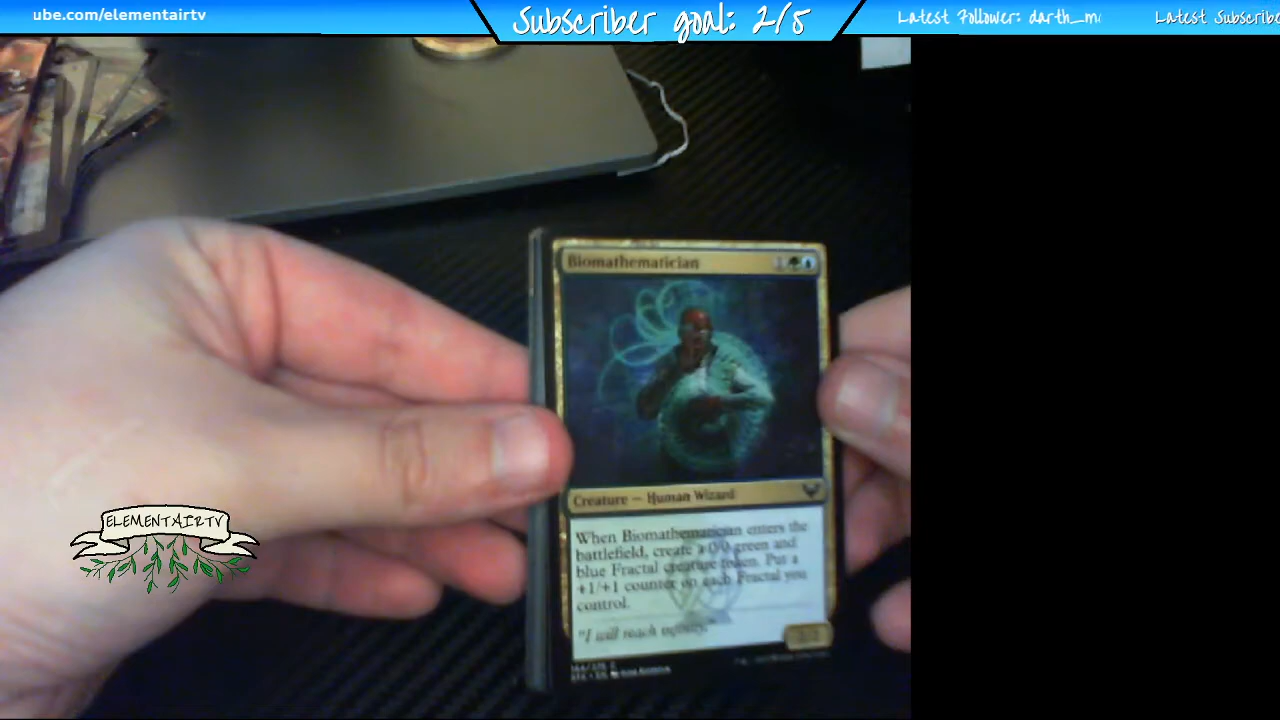 ube.com/elementairtv
Subscriber goal: 2/5
Latest Follower: darth_m
Latest Subscribe
Biomathematician
1
Creature — Human Wizard
When Biomathematician enters the
battlefield, create a 0/0 green and
blue Fractal creature token. Put a
+1/+1 counter on each Fractal you
control.
"I will reach infinity."
ELEMENTAIRTV